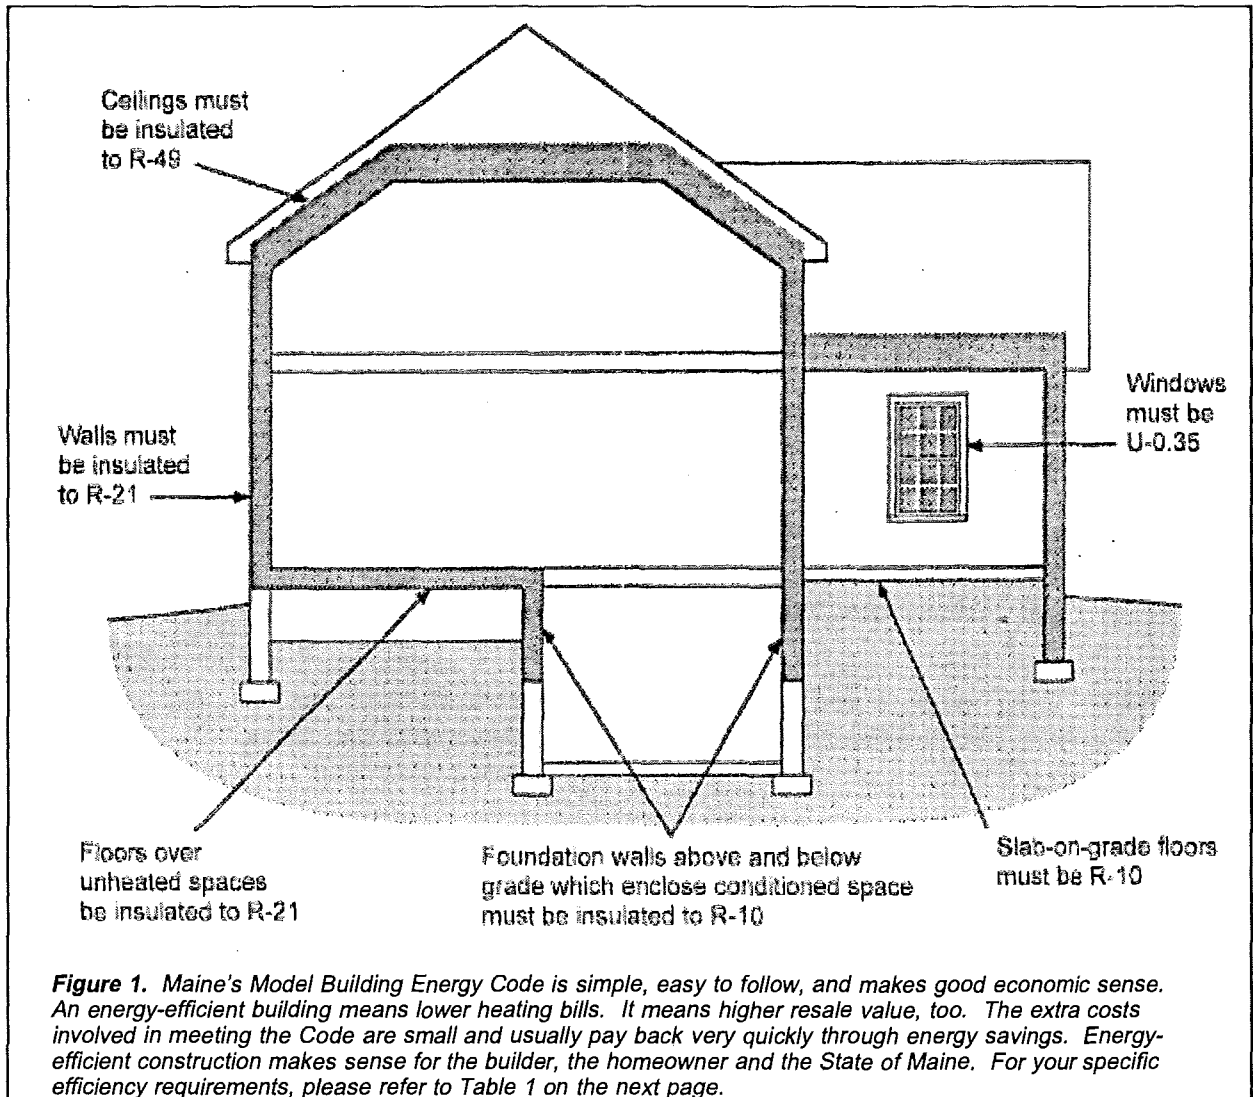 Ceilings must
be insulated
to R-49
Windows
must be
U-0.35
Walls must
be insulated
to R-21
Floors over
unheated spaces
be insulated to R-21
Foundation walls above and below
grade which enclose conditioned space
must be insulated to R-10
Slab-on-grade floors
must be R-10
Figure 1. Maine's Model Building Energy Code is simple, easy to follow, and makes good economic sense.
An energy-efficient building means lower heating bills. It means higher resale value, too. The extra costs
involved in meeting the Code are small and usually pay back very quickly through energy savings. Energy-
efficient construction makes sense for the builder, the homeowner and the State of Maine. For your specific
efficiency requirements, please refer to Table 1 on the next page.